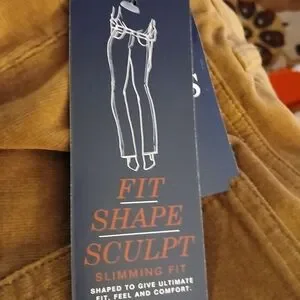 FIT
SHAPE
SCULPT
SLIMMING FIT
SHAPED TO GIVE ULTIMATE
FIT, FEEL AND COMFORT.